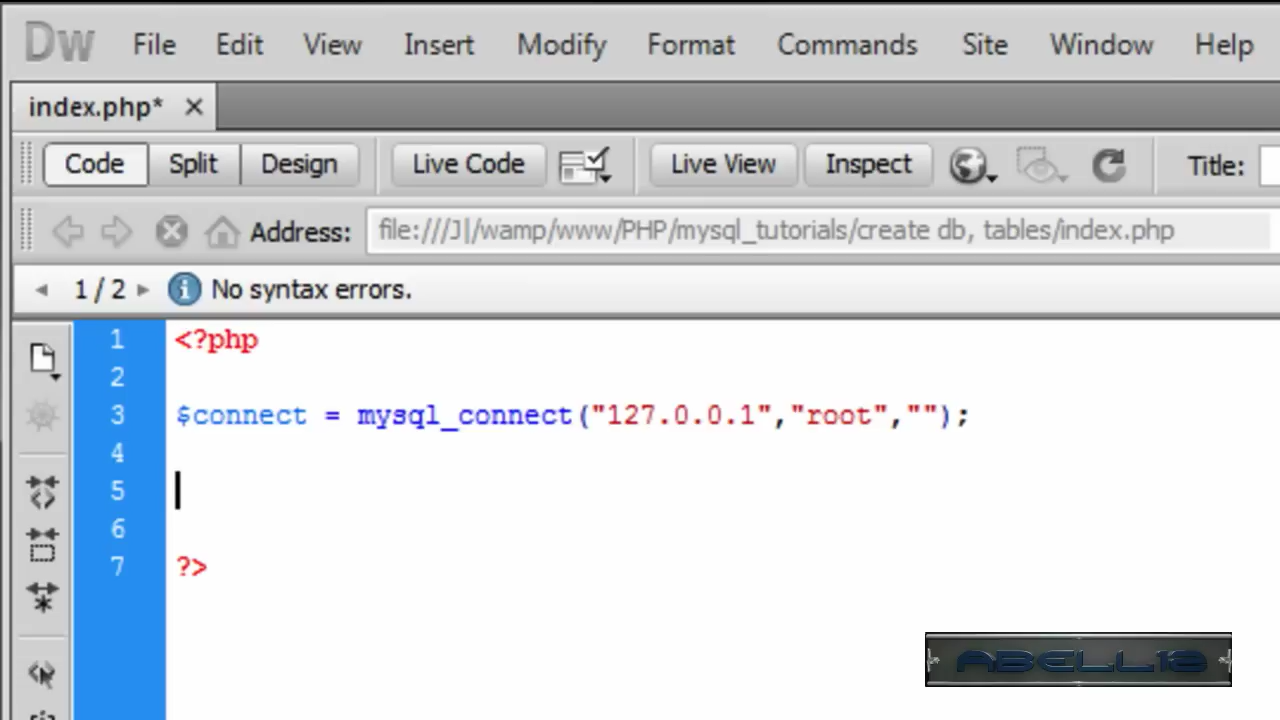 Dw File Edit View Insert Modify Format Commands Site Window Help
index.php* ×
Code Split Design Live Code Live View Inspect Title:
Address: file:///J|/wamp/www/PHP/mysql_tutorials/create db, tables/index.php
1 / 2 No syntax errors.
1 <?php
2
3 $connect = mysql_connect("127.0.0.1","root","");
4
5
6
7 ?>
ABELL12